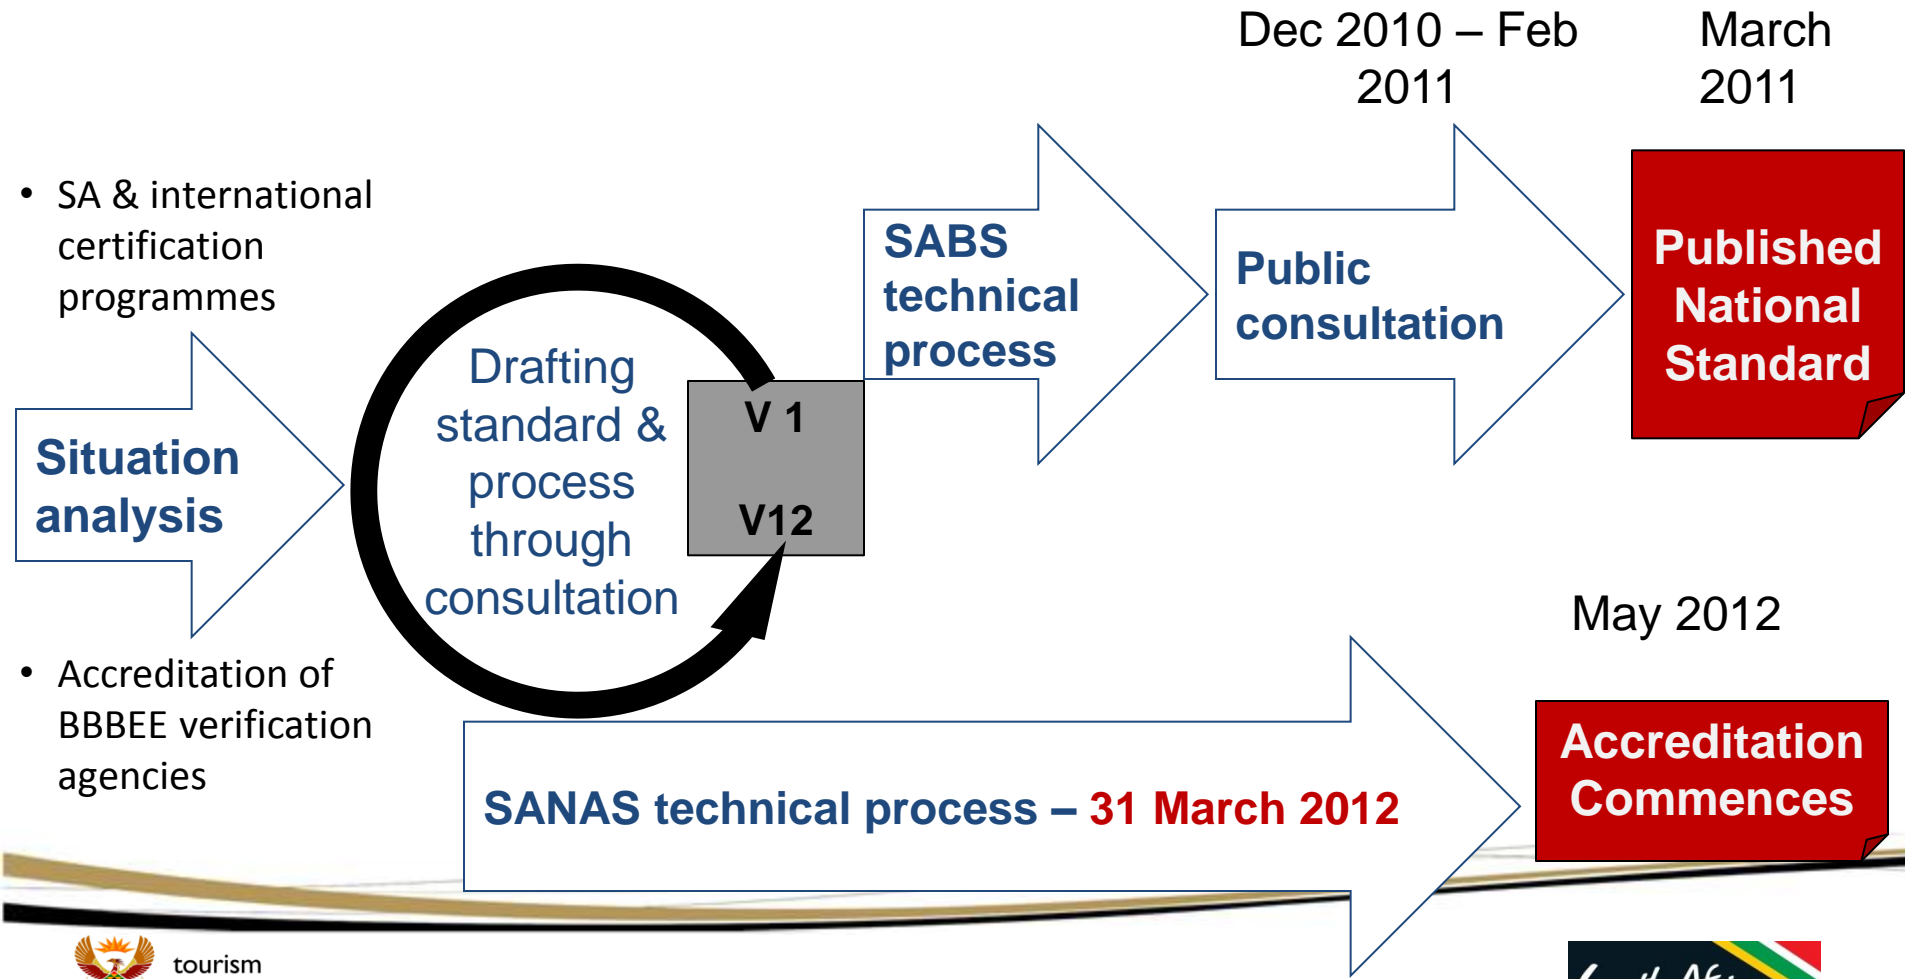 Dec 2010 – Feb
2011
March
2011
• SA & international
certification
programmes
Situation
analysis
• Accreditation of
BBBEE verification
agencies
Drafting
standard &
process
through
consultation
V 1
V12
SABS
technical
process
Public
consultation
Published
National
Standard
SANAS technical process – 31 March 2012
May 2012
Accreditation
Commences
tourism